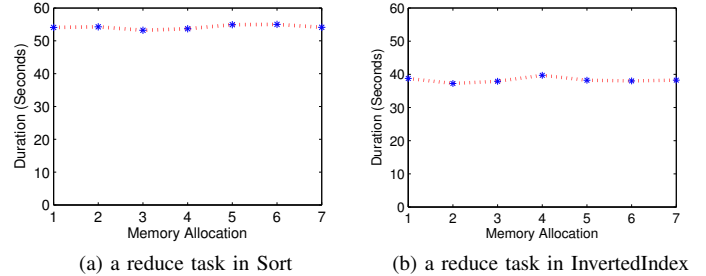 60
50
40
30
20
10
0
Duration (Seconds)
1 2 3 4 5 6 7
Memory Allocation
(a) a reduce task in Sort
60
50
40
30
20
10
0
Duration (Seconds)
1 2 3 4 5 6 7
Memory Allocation
(b) a reduce task in InvertedIndex